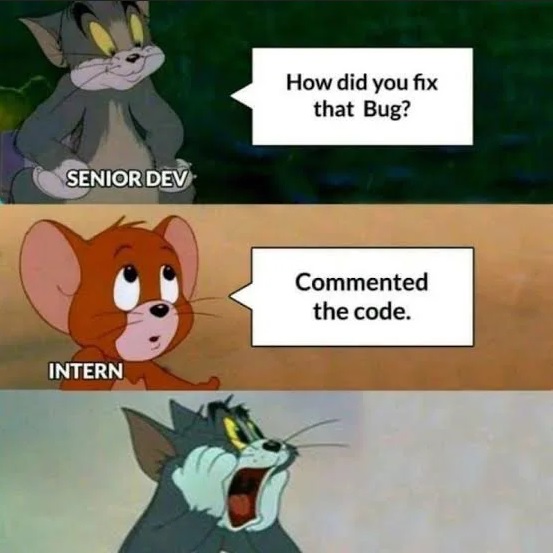 How did you fix
that Bug?
SENIOR DEV
Commented
the code.
INTERN